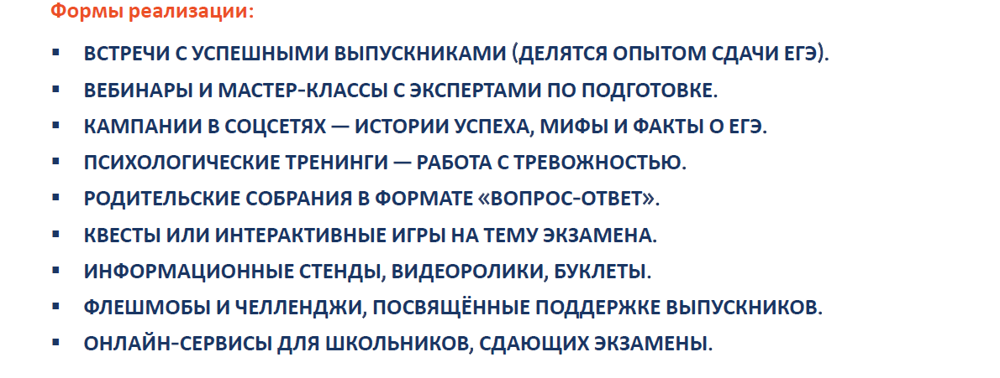 Формы реализации:
▪ ВСТРЕЧИ С УСПЕШНЫМИ ВЫПУСКНИКАМИ (ДЕЛЯТСЯ ОПЫТОМ СДАЧИ ЕГЭ).
▪ ВЕБИНАРЫ И МАСТЕР-КЛАССЫ С ЭКСПЕРТАМИ ПО ПОДГОТОВКЕ.
▪ КАМПАНИИ В СОЦСЕТЯХ — ИСТОРИИ УСПЕХА, МИФЫ И ФАКТЫ О ЕГЭ.
▪ ПСИХОЛОГИЧЕСКИЕ ТРЕНИНГИ — РАБОТА С ТРЕВОЖНОСТЬЮ.
▪ РОДИТЕЛЬСКИЕ СОБРАНИЯ В ФОРМАТЕ «ВОПРОС-ОТВЕТ».
▪ КВЕСТЫ ИЛИ ИНТЕРАКТИВНЫЕ ИГРЫ НА ТЕМУ ЭКЗАМЕНА.
▪ ИНФОРМАЦИОННЫЕ СТЕНДЫ, ВИДЕОРОЛИКИ, БУКЛЕТЫ.
▪ ФЛЕШМОБЫ И ЧЕЛЛЕНДЖИ, ПОСВЯЩЁННЫЕ ПОДДЕРЖКЕ ВЫПУСКНИКОВ.
▪ ОНЛАЙН-СЕРВИСЫ ДЛЯ ШКОЛЬНИКОВ, СДАЮЩИХ ЭКЗАМЕНЫ.